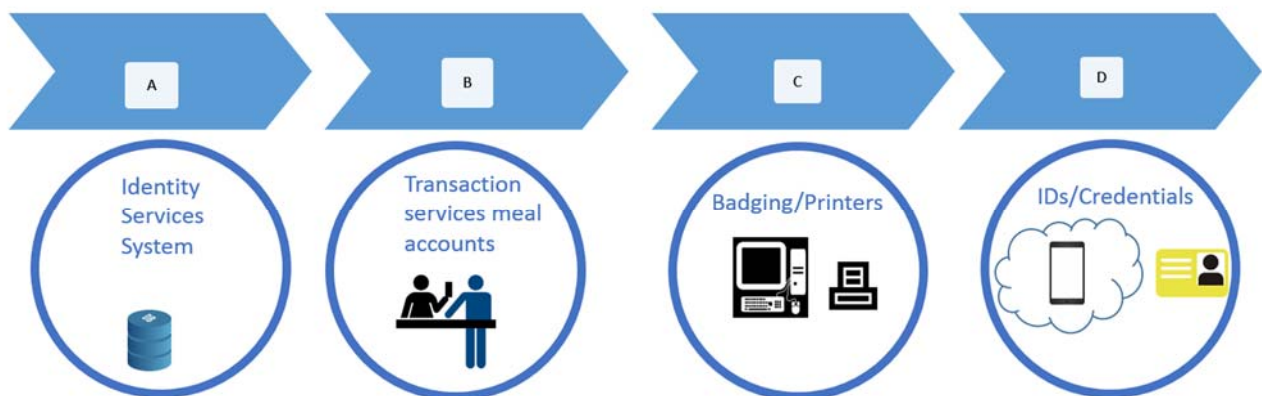 A
B
C
D
Identity
Services
System
Transaction
services meal
accounts
Badging/Printers
IDs/Credentials